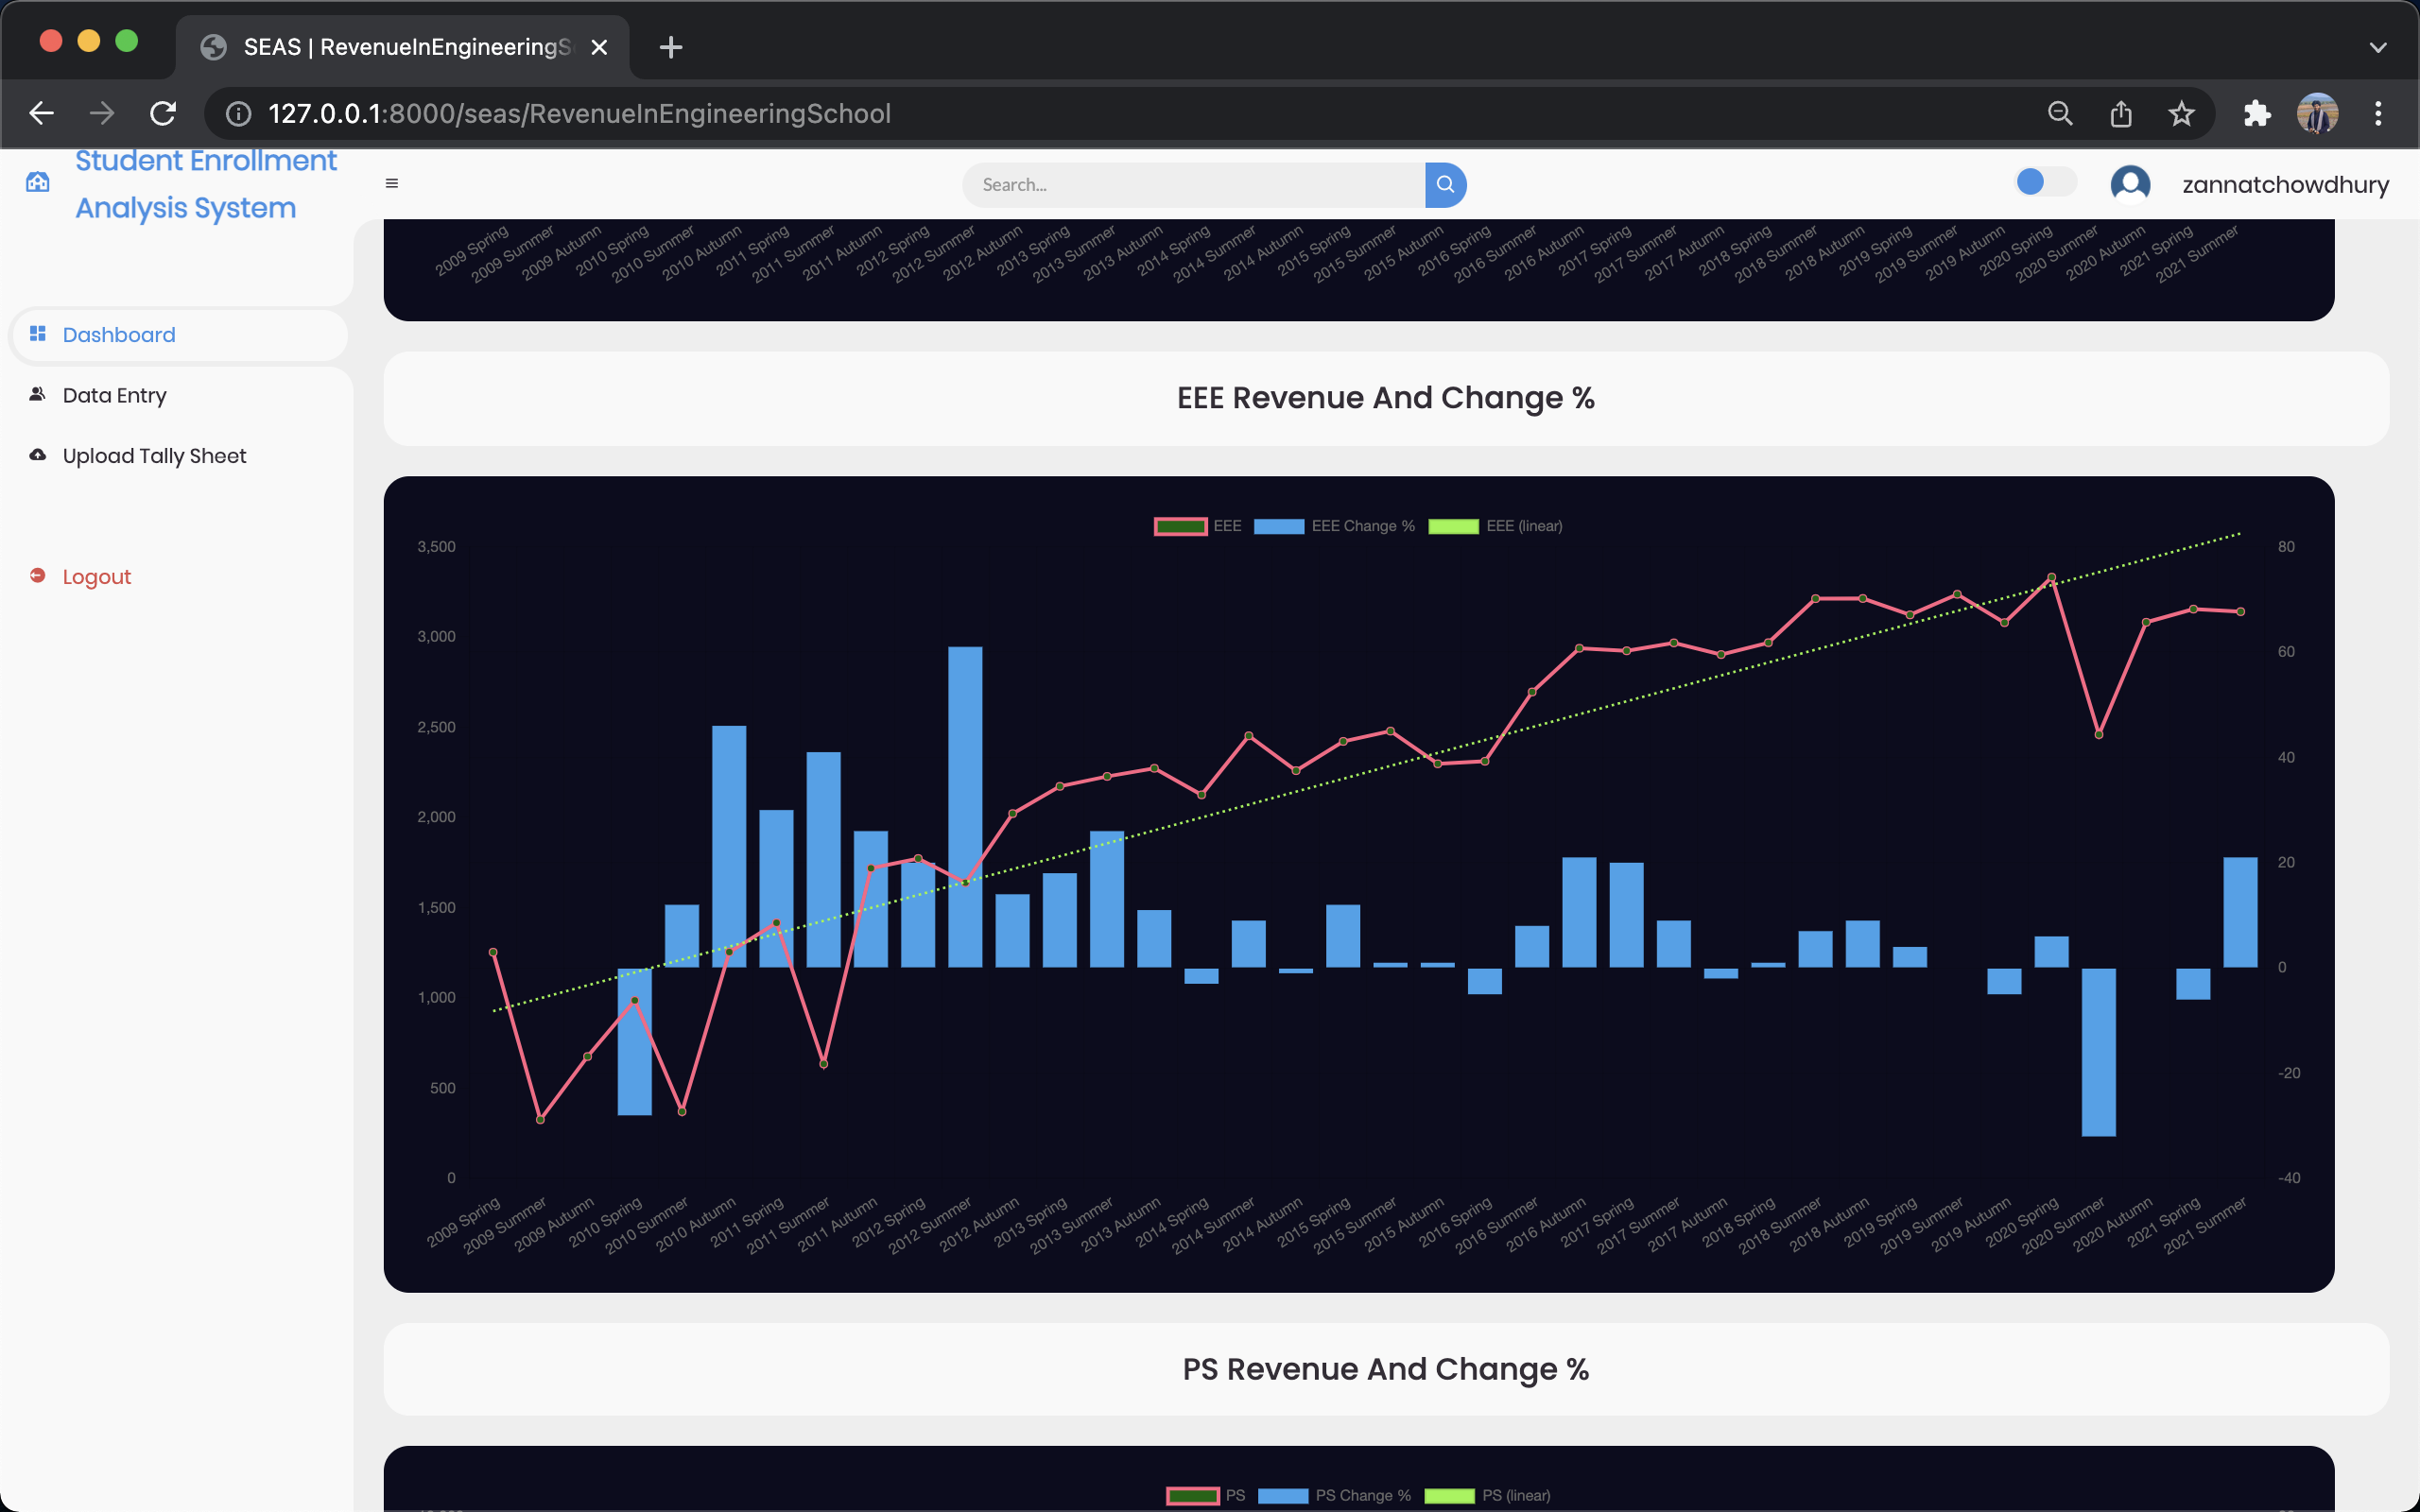 SEAS | RevenueInEngineeringS
127.0.0.1:8000/seas/RevenueInEngineeringSchool
Student Enrollment
Analysis System
Search...
zannatchowdhury
Dashboard
Data Entry
Upload Tally Sheet
Logout
2009 Spring 2009 Summer 2009 Autumn 2010 Spring 2010 Summer 2010 Autumn 2011 Spring 2011 Summer 2011 Autumn 2012 Spring 2012 Summer 2012 Autumn 2013 Spring 2013 Summer 2013 Autumn 2014 Spring 2014 Summer 2014 Autumn 2015 Spring 2015 Summer 2015 Autumn 2016 Spring 2016 Summer 2016 Autumn 2017 Spring 2017 Summer 2017 Autumn 2018 Spring 2018 Summer 2018 Autumn 2019 Spring 2019 Summer 2019 Autumn 2020 Spring 2020 Summer 2020 Autumn 2021 Spring 2021 Summer
EEE Revenue And Change %
EEE EEE Change % EEE (linear)
3,500 80
3,000
60
2,500
40
2,000
20
1,500
0
1,000
-20
500
0 -40
2009 Spring 2009 Summer 2009 Autumn 2010 Spring 2010 Summer 2010 Autumn 2011 Spring 2011 Summer 2011 Autumn 2012 Spring 2012 Summer 2012 Autumn 2013 Spring 2013 Summer 2013 Autumn 2014 Spring 2014 Summer 2014 Autumn 2015 Spring 2015 Summer 2015 Autumn 2016 Spring 2016 Summer 2016 Autumn 2017 Spring 2017 Summer 2017 Autumn 2018 Spring 2018 Summer 2018 Autumn 2019 Spring 2019 Summer 2019 Autumn 2020 Spring 2020 Summer 2020 Autumn 2021 Spring 2021 Summer
PS Revenue And Change %
PS PS Change % PS (linear)